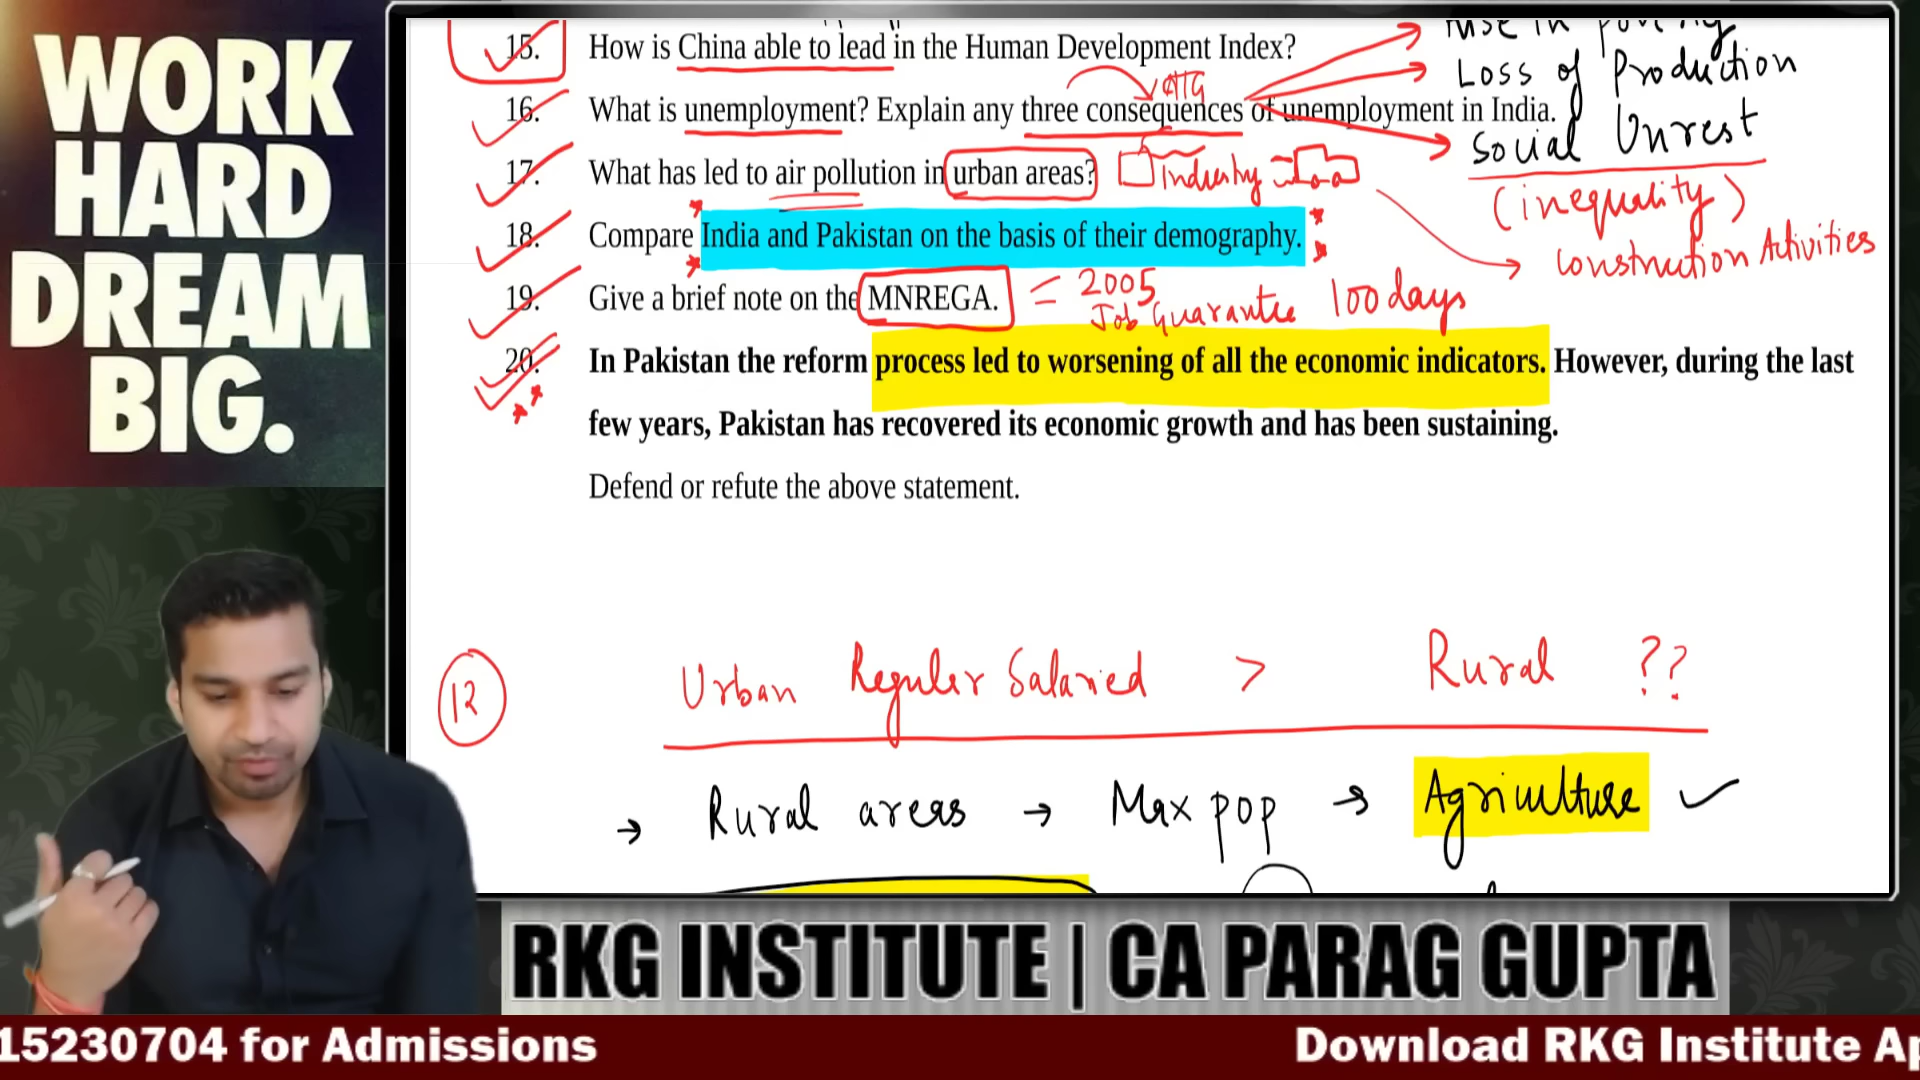 WORK
HARD
DREAM
BIG.
15. How is China able to lead in the Human Development Index?
Loss of Production
16. What is unemployment? Explain any three consequences of unemployment in India.
Social Unrest
17. What has led to air pollution in urban areas?
Industry
(inequality)
18. Compare India and Pakistan on the basis of their demography.
Construction Activities
19. Give a brief note on the MNREGA.
= 2005
Job Guarantee 100 days
20. In Pakistan the reform process led to worsening of all the economic indicators. However, during the last
few years, Pakistan has recovered its economic growth and has been sustaining.
Defend or refute the above statement.
12 Urban Regular Salaried > Rural ??
→ Rural areas → Max pop → Agriculture ✓
RKG INSTITUTE | CA PARAG GUPTA
15230704 for Admissions
Download RKG Institute Ap